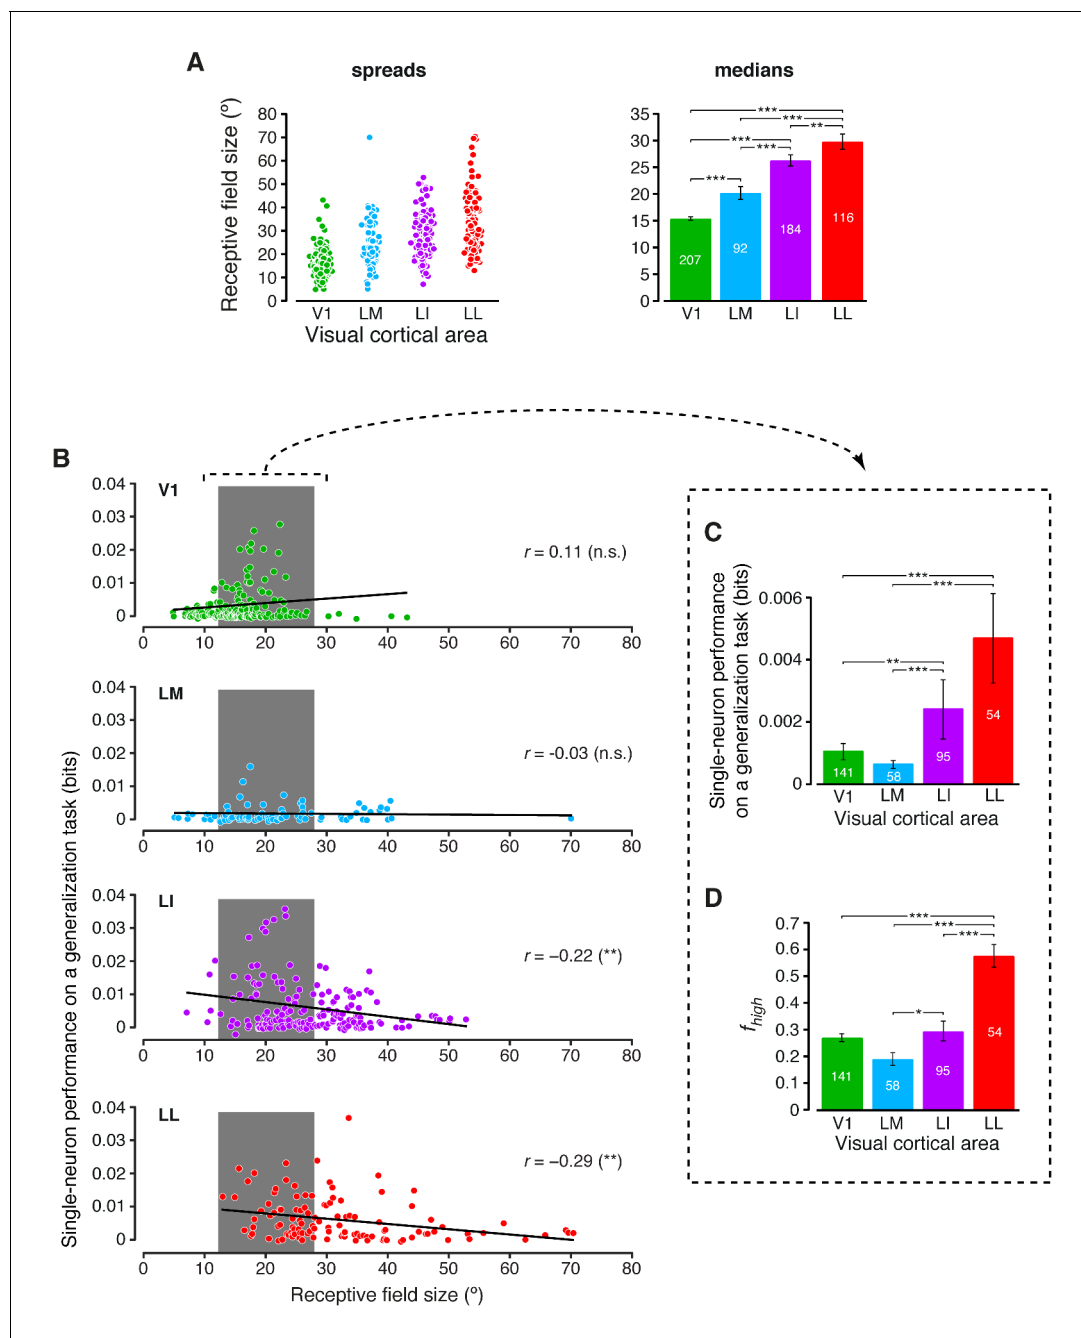 A
spreads
medians
Receptive field size (º)
80
70
60
50
40
30
20
10
0
V1 LM LI LL
Visual cortical area
35
30
25
20
15
10
5
0
***
***
*** **
***
***
207 92 184 116
V1 LM LI LL
Visual cortical area
B
Single-neuron performance on a generalization task (bits)
V1
0.04
0.03
0.02
0.01
0
r = 0.11 (n.s.)
0 10 20 30 40 50 60 70 80
LM
0.04
0.03
0.02
0.01
0
r = -0.03 (n.s.)
0 10 20 30 40 50 60 70 80
LI
0.04
0.03
0.02
0.01
0
r = −0.22 (**)
0 10 20 30 40 50 60 70 80
LL
0.04
0.03
0.02
0.01
0
r = −0.29 (**)
0 10 20 30 40 50 60 70 80
Receptive field size (º)
C
Single-neuron performance
on a generalization task (bits)
0.006
0.004
0.002
0
***
***
**
***
141 58 95 54
V1 LM LI LL
Visual cortical area
D
f high
0.7
0.6
0.5
0.4
0.3
0.2
0.1
0
***
***
***
*
141 58 95 54
V1 LM LI LL
Visual cortical area